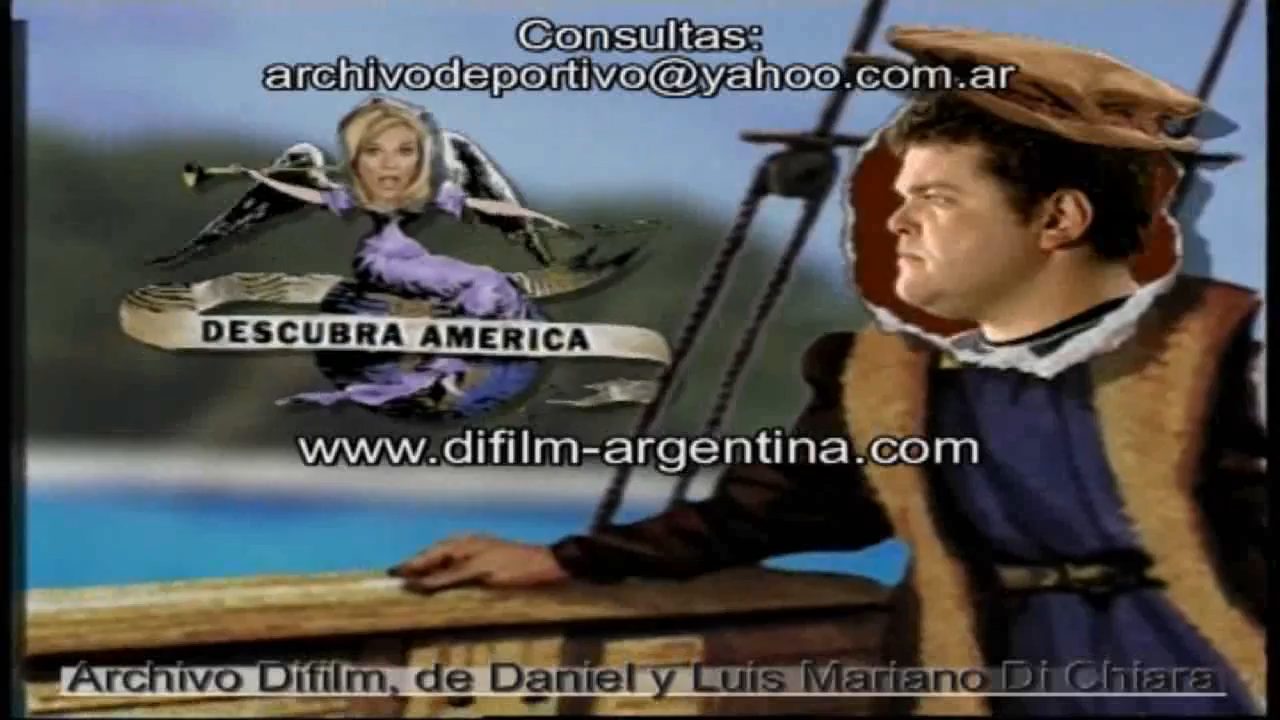 Consultas:
archivodeportivo@yahoo.com.ar
DESCUBRA AMERICA
www.difilm-argentina.com
Archivo Difilm, de Daniel y Luis Mariano Di Chiara